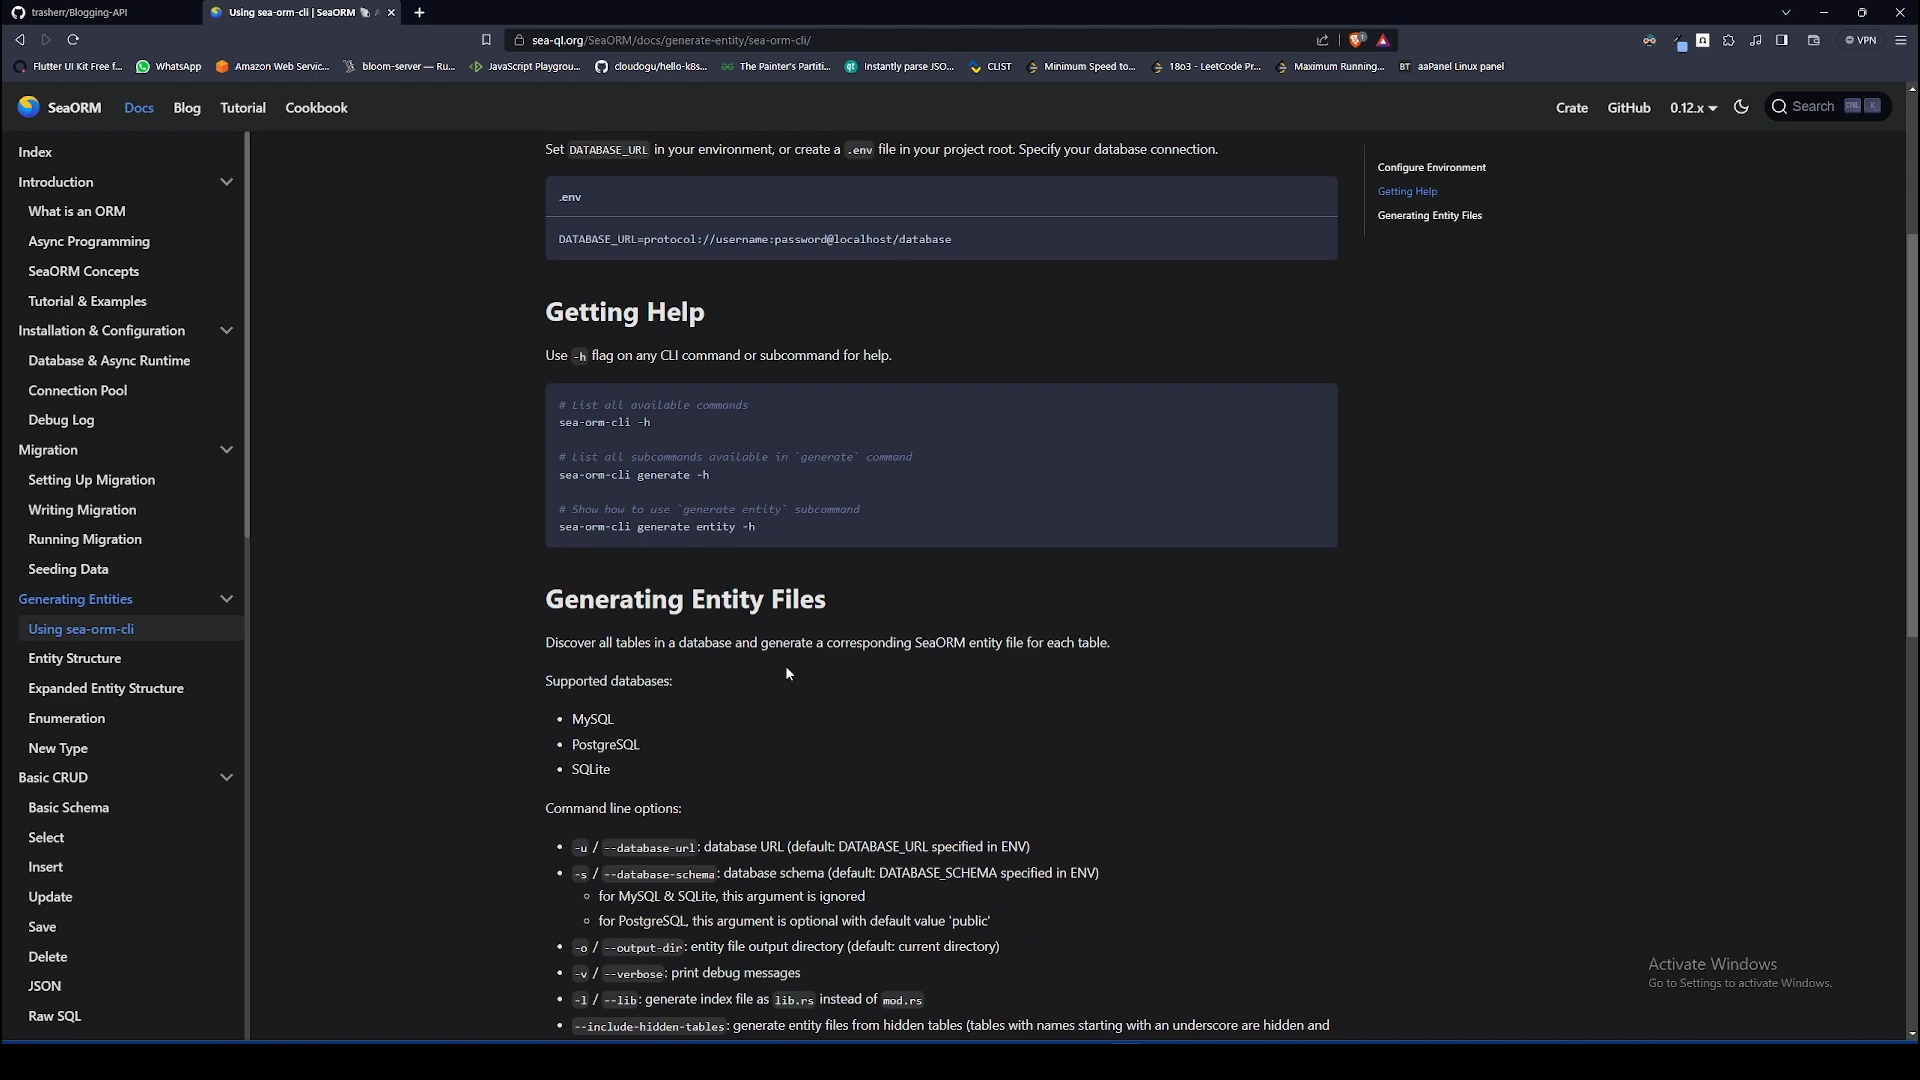 trasherr/Blogging-API
Using sea-orm-cli | SeaORM
sea-ql.org/SeaORM/docs/generate-entity/sea-orm-cli/
1
VPN
Flutter UI Kit Free f...
WhatsApp
Amazon Web Servic...
bloom-server — Ru...
JavaScript Playgrou...
cloudogu/hello-k8s...
The Painter's Partiti...
Instantly parse JSO...
CLIST
Minimum Speed to...
1803 - LeetCode Pr...
Maximum Running...
BT aaPanel Linux panel
SeaORM
Docs
Blog
Tutorial
Cookbook
Crate
GitHub
0.12.x
Search
CTRL K
Index
Introduction
What is an ORM
Async Programming
SeaORM Concepts
Tutorial & Examples
Installation & Configuration
Database & Async Runtime
Connection Pool
Debug Log
Migration
Setting Up Migration
Writing Migration
Running Migration
Seeding Data
Generating Entities
Using sea-orm-cli
Entity Structure
Expanded Entity Structure
Enumeration
New Type
Basic CRUD
Basic Schema
Select
Insert
Update
Save
Delete
JSON
Raw SQL
Set DATABASE_URL in your environment, or create a .env file in your project root. Specify your database connection.
.env
DATABASE_URL=protocol://username:password@localhost/database
Getting Help
Use -h flag on any CLI command or subcommand for help.
# List all available commands
sea-orm-cli -h
# List all subcommands available in `generate` command
sea-orm-cli generate -h
# Show how to use `generate entity` subcommand
sea-orm-cli generate entity -h
Generating Entity Files
Discover all tables in a database and generate a corresponding SeaORM entity file for each table.
Supported databases:
• MySQL
• PostgreSQL
• SQLite
Command line options:
• -u / --database-url: database URL (default: DATABASE_URL specified in ENV)
• -s / --database-schema: database schema (default: DATABASE_SCHEMA specified in ENV)
◦ for MySQL & SQLite, this argument is ignored
◦ for PostgreSQL, this argument is optional with default value 'public'
• -o / --output-dir: entity file output directory (default: current directory)
• -v / --verbose: print debug messages
• -l / --lib: generate index file as lib.rs instead of mod.rs
• --include-hidden-tables: generate entity files from hidden tables (tables with names starting with an underscore are hidden and
Configure Environment
Getting Help
Generating Entity Files
Activate Windows
Go to Settings to activate Windows.